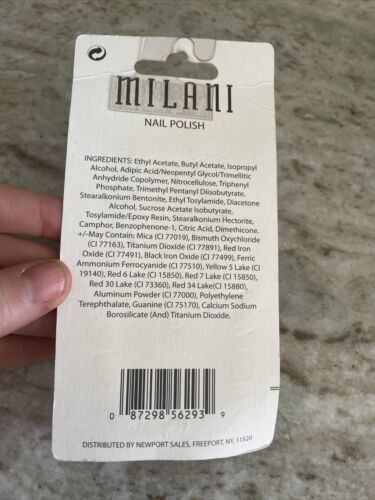 MILANI
NAIL POLISH
INGREDIENTS: Ethyl Acetate, Butyl Acetate, Isopropyl
Alcohol, Adipic Acid/Neopentyl Glycol/Trimellitic
Anhydride Copolymer, Nitrocellulose, Triphenyl
Phosphate, Trimethyl Pentanyl Diisobutyrate,
Stearalkonium Bentonite, Ethyl Tosylamide, Diacetone
Alcohol, Sucrose Acetate Isobutyrate,
Tosylamide/Epoxy Resin, Stearalkonium Hectorite,
Camphor, Benzophenone-1, Citric Acid, Dimethicone.
+/-May Contain: Mica (CI 77019), Bismuth Oxychloride
(CI 77163), Titanium Dioxide (CI 77891), Red Iron
Oxide (CI 77491), Black Iron Oxide (CI 77499), Ferric
Ammonium Ferrocyanide (CI 77510), Yellow 5 Lake (CI
19140), Red 6 Lake (CI 15850), Red 7 Lake (CI 15850),
Red 30 Lake (CI 73360), Red 34 Lake (CI 15880),
Aluminum Powder (CI 77000), Polyethylene
Terephthalate, Guanine (CI 75170), Calcium Sodium
Borosilicate (And) Titanium Dioxide.
0 87298 56293 9
DISTRIBUTED BY NEWPORT SALES, FREEPORT, NY, 11520